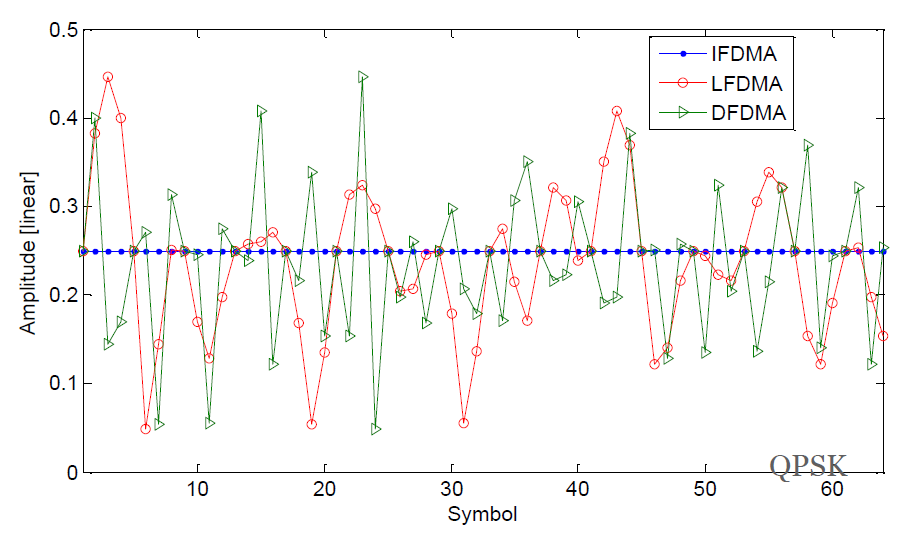 0.5
0.4
0.3
0.2
0.1
0
Amplitude [linear]
IFDMA
LFDMA
DFDMA
QPSK
10 20 30 40 50 60
Symbol